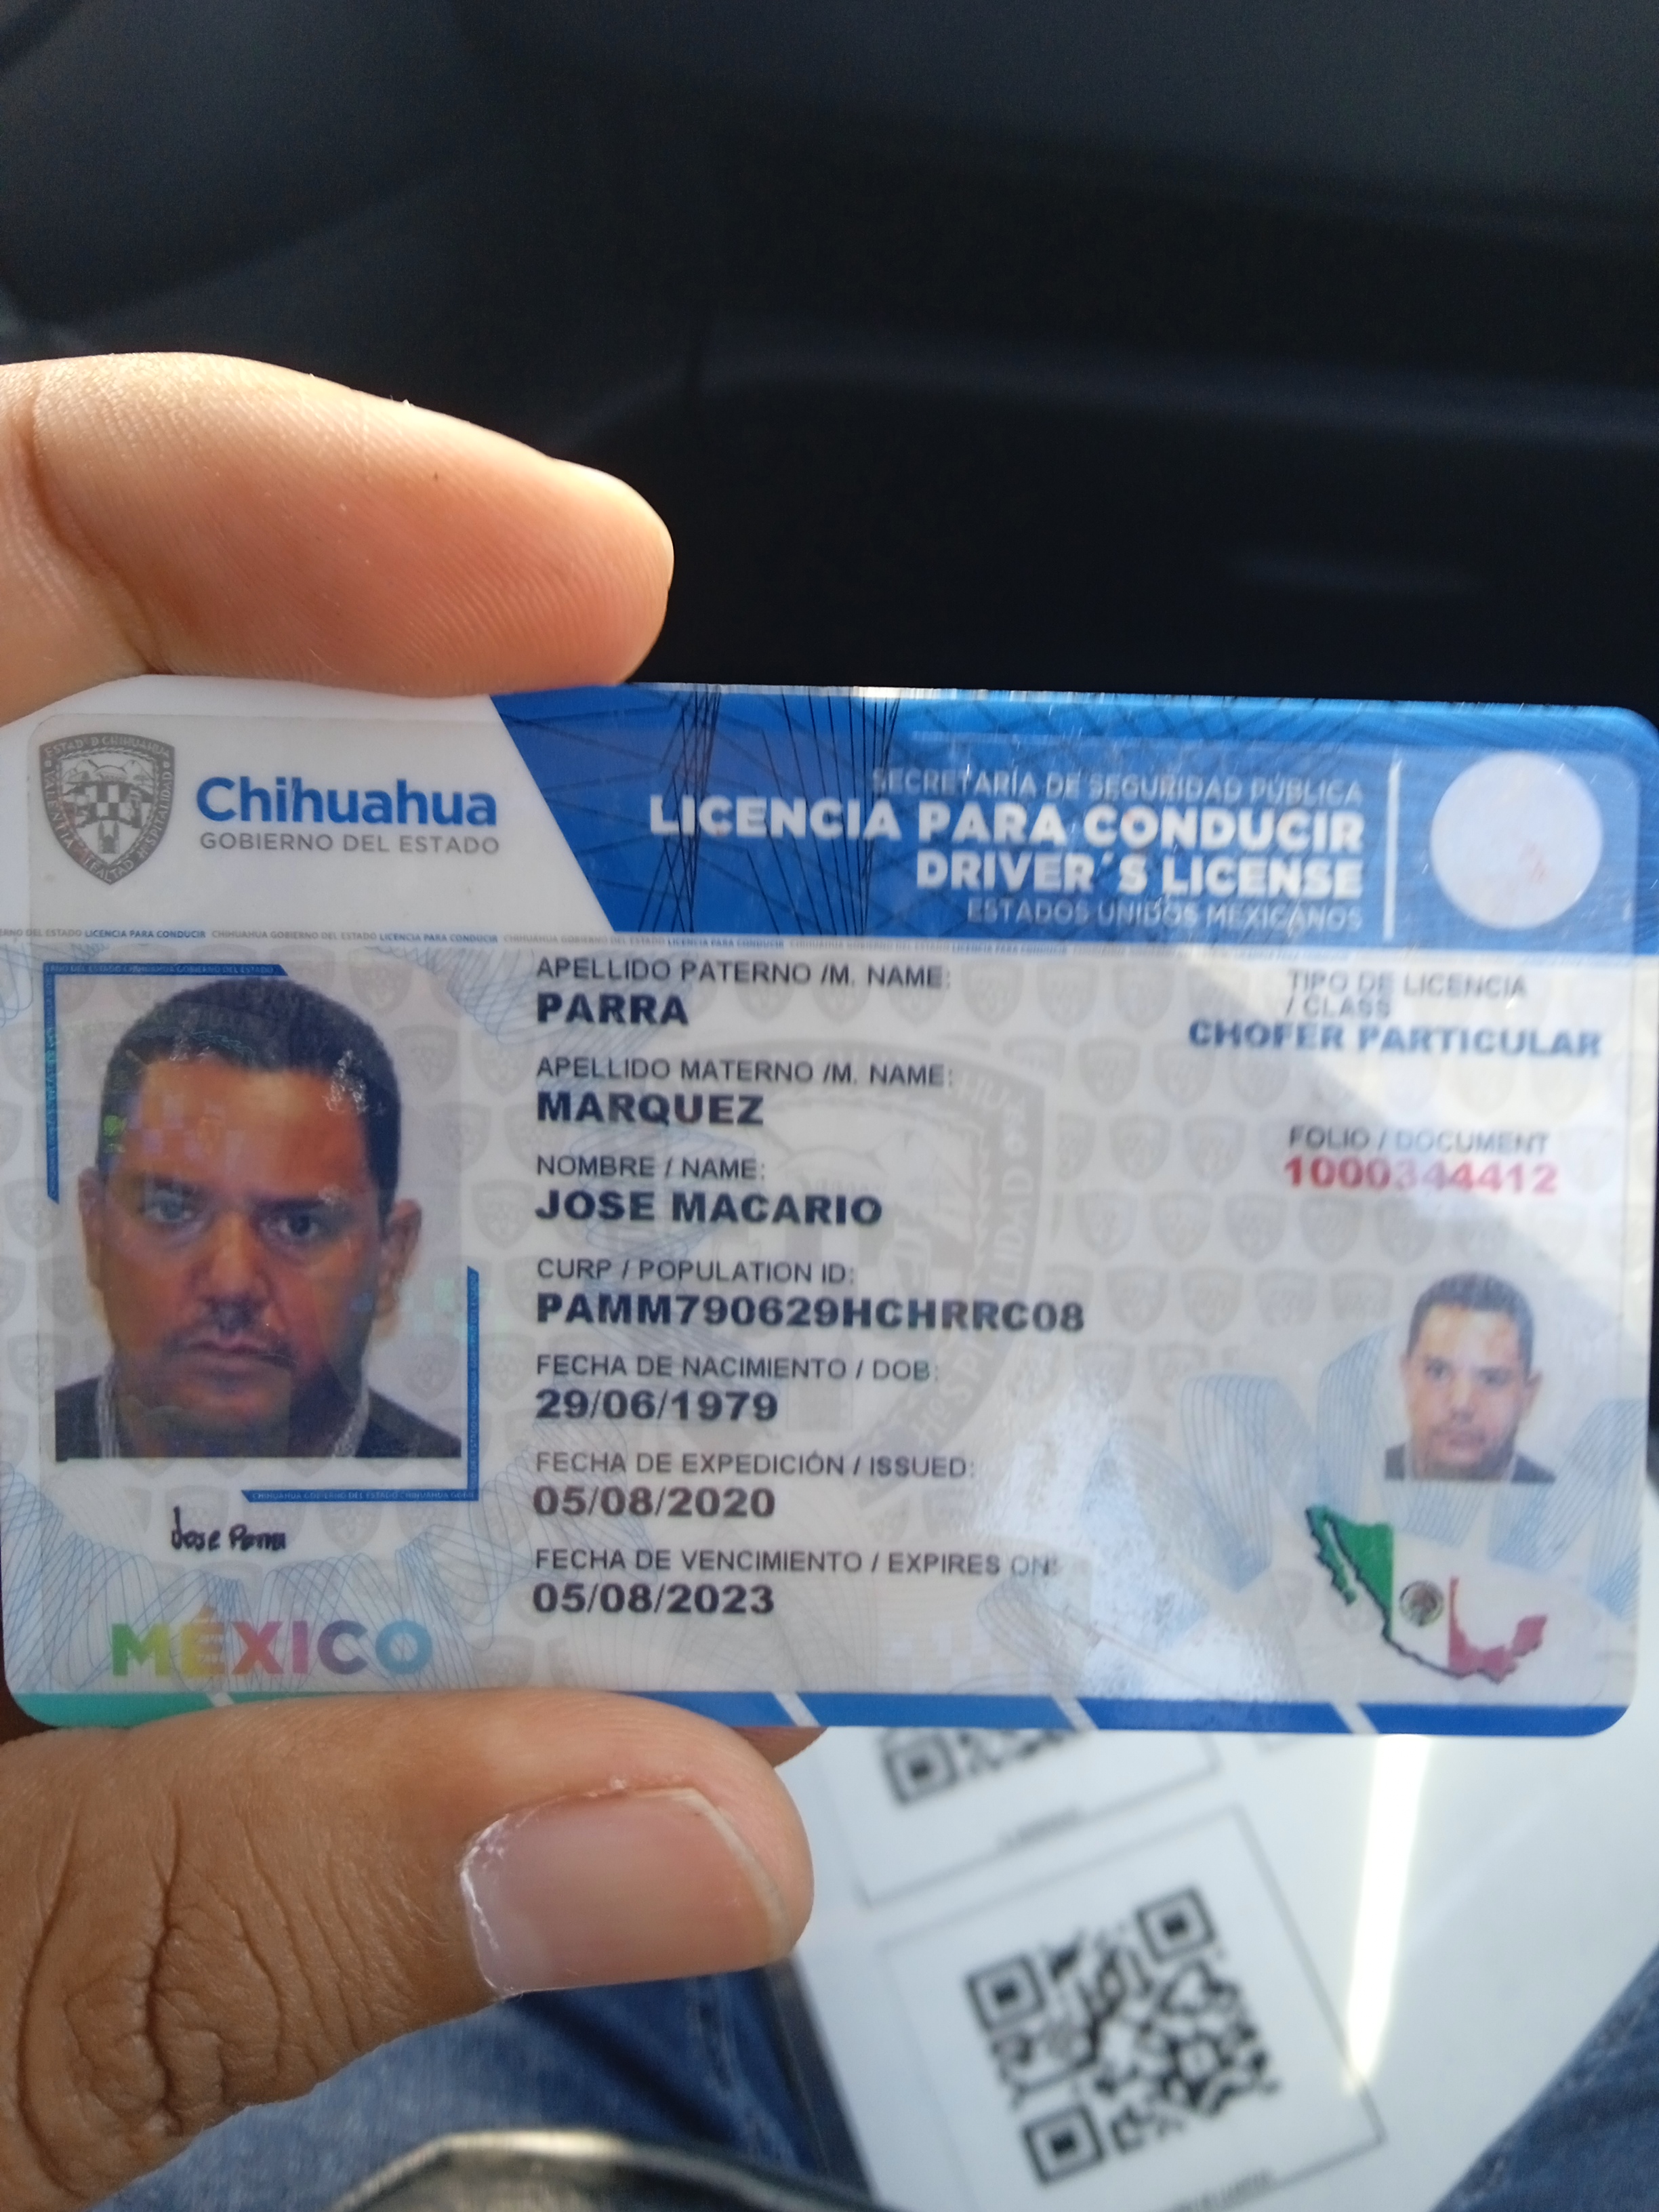 Chihuahua
GOBIERNO DEL ESTADO
SECRETARÍA DE SEGURIDAD PÚBLICA
LICENCIA PARA CONDUCIR
DRIVER´S LICENSE
ESTADOS UNIDOS MEXICANOS
APELLIDO PATERNO /M. NAME:
PARRA
TIPO DE LICENCIA
/ CLASS
CHOFER PARTICULAR
APELLIDO MATERNO /M. NAME:
MARQUEZ
FOLIO / DOCUMENT
1000344412
NOMBRE / NAME:
JOSE MACARIO
CURP / POPULATION ID:
PAMM790629HCHRRC08
FECHA DE NACIMIENTO / DOB:
29/06/1979
FECHA DE EXPEDICIÓN / ISSUED:
05/08/2020
FECHA DE VENCIMIENTO / EXPIRES ON:
05/08/2023
Jose Parra
MÉXICO